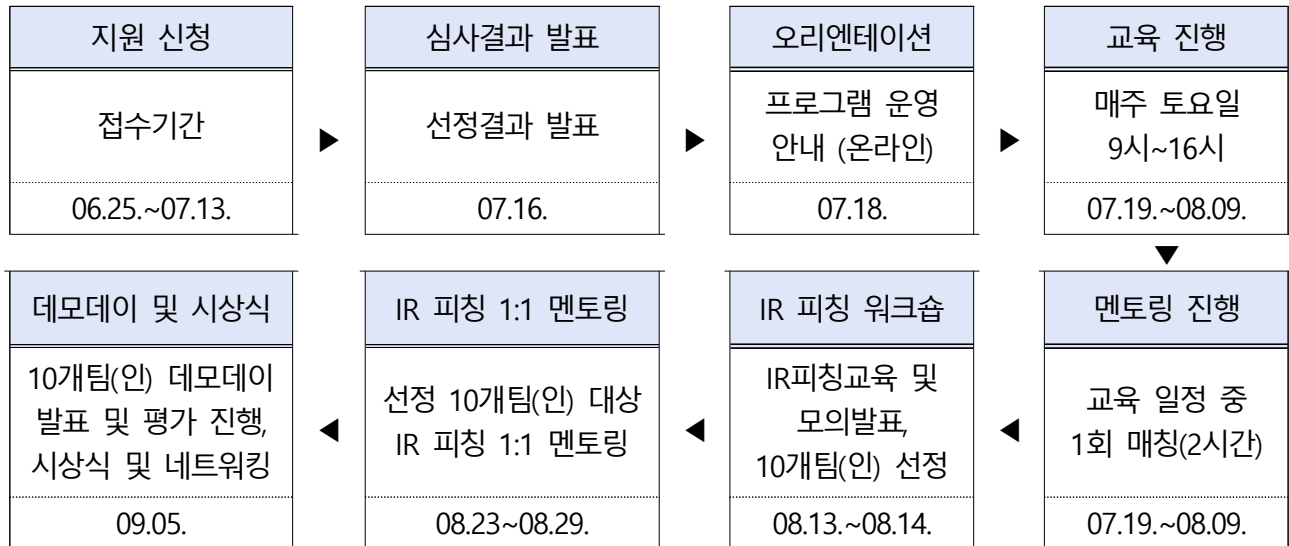 지원 신청
접수기간
06.25.~07.13.
▶
심사결과 발표
선정결과 발표
07.16.
▶
오리엔테이션
프로그램 운영
안내 (온라인)
07.18.
▶
교육 진행
매주 토요일
9시~16시
07.19.~08.09.
▼
멘토링 진행
교육 일정 중
1회 매칭(2시간)
07.19.~08.09.
◀
IR 피칭 워크숍
IR피칭교육 및
모의발표,
10개팀(인) 선정
08.13.~08.14.
◀
IR 피칭 1:1 멘토링
선정 10개팀(인) 대상
IR 피칭 1:1 멘토링
08.23~08.29.
◀
데모데이 및 시상식
10개팀(인) 데모데이
발표 및 평가 진행,
시상식 및 네트워킹
09.05.